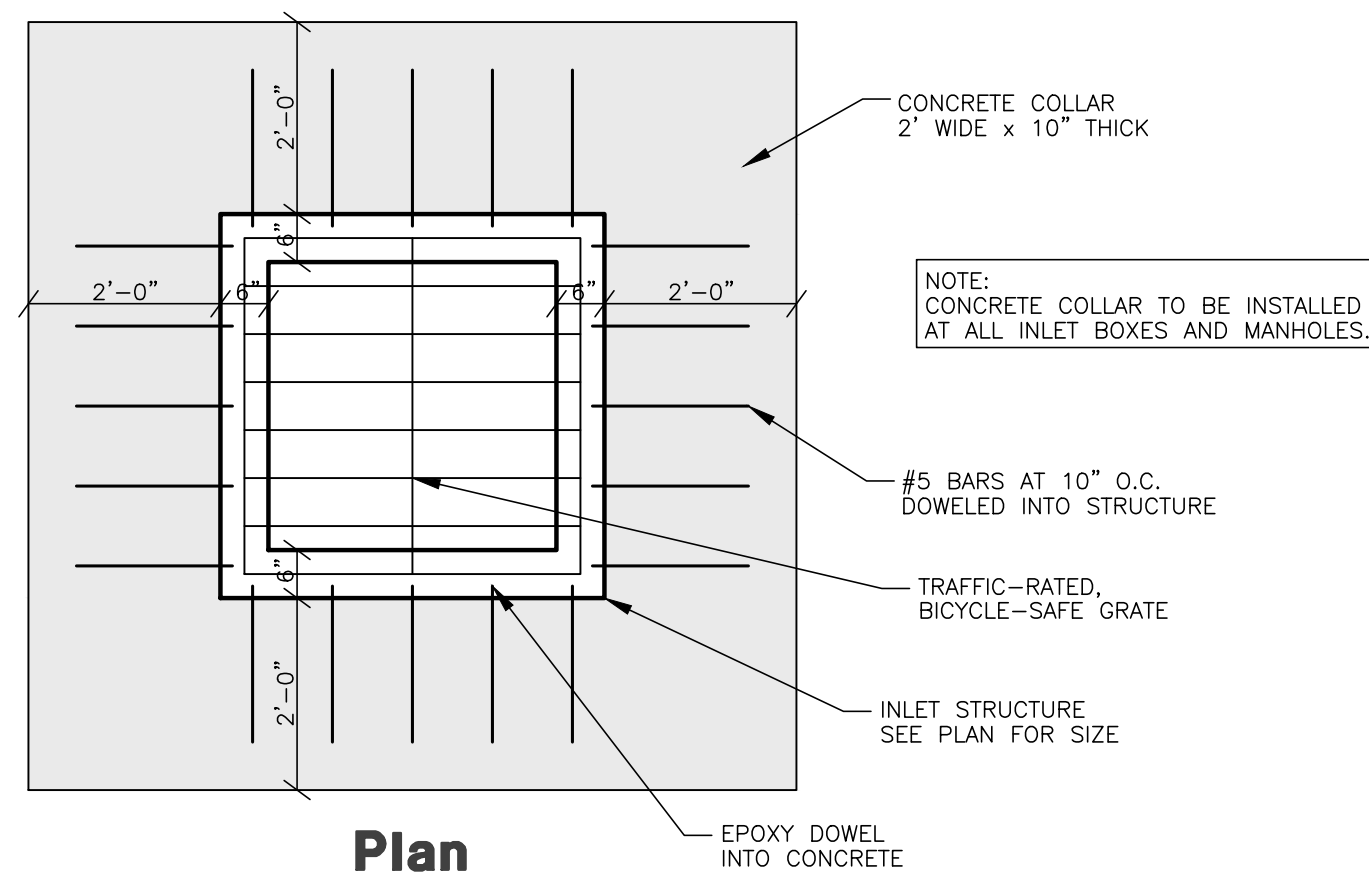 2'-0"
6"
2'-0"
6"
6"
2'-0"
6"
2'-0"
CONCRETE COLLAR
2' WIDE x 10" THICK
NOTE:
CONCRETE COLLAR TO BE INSTALLED
AT ALL INLET BOXES AND MANHOLES.
#5 BARS AT 10" O.C.
DOWELED INTO STRUCTURE
TRAFFIC-RATED,
BICYCLE-SAFE GRATE
INLET STRUCTURE
SEE PLAN FOR SIZE
EPOXY DOWEL
INTO CONCRETE
Plan